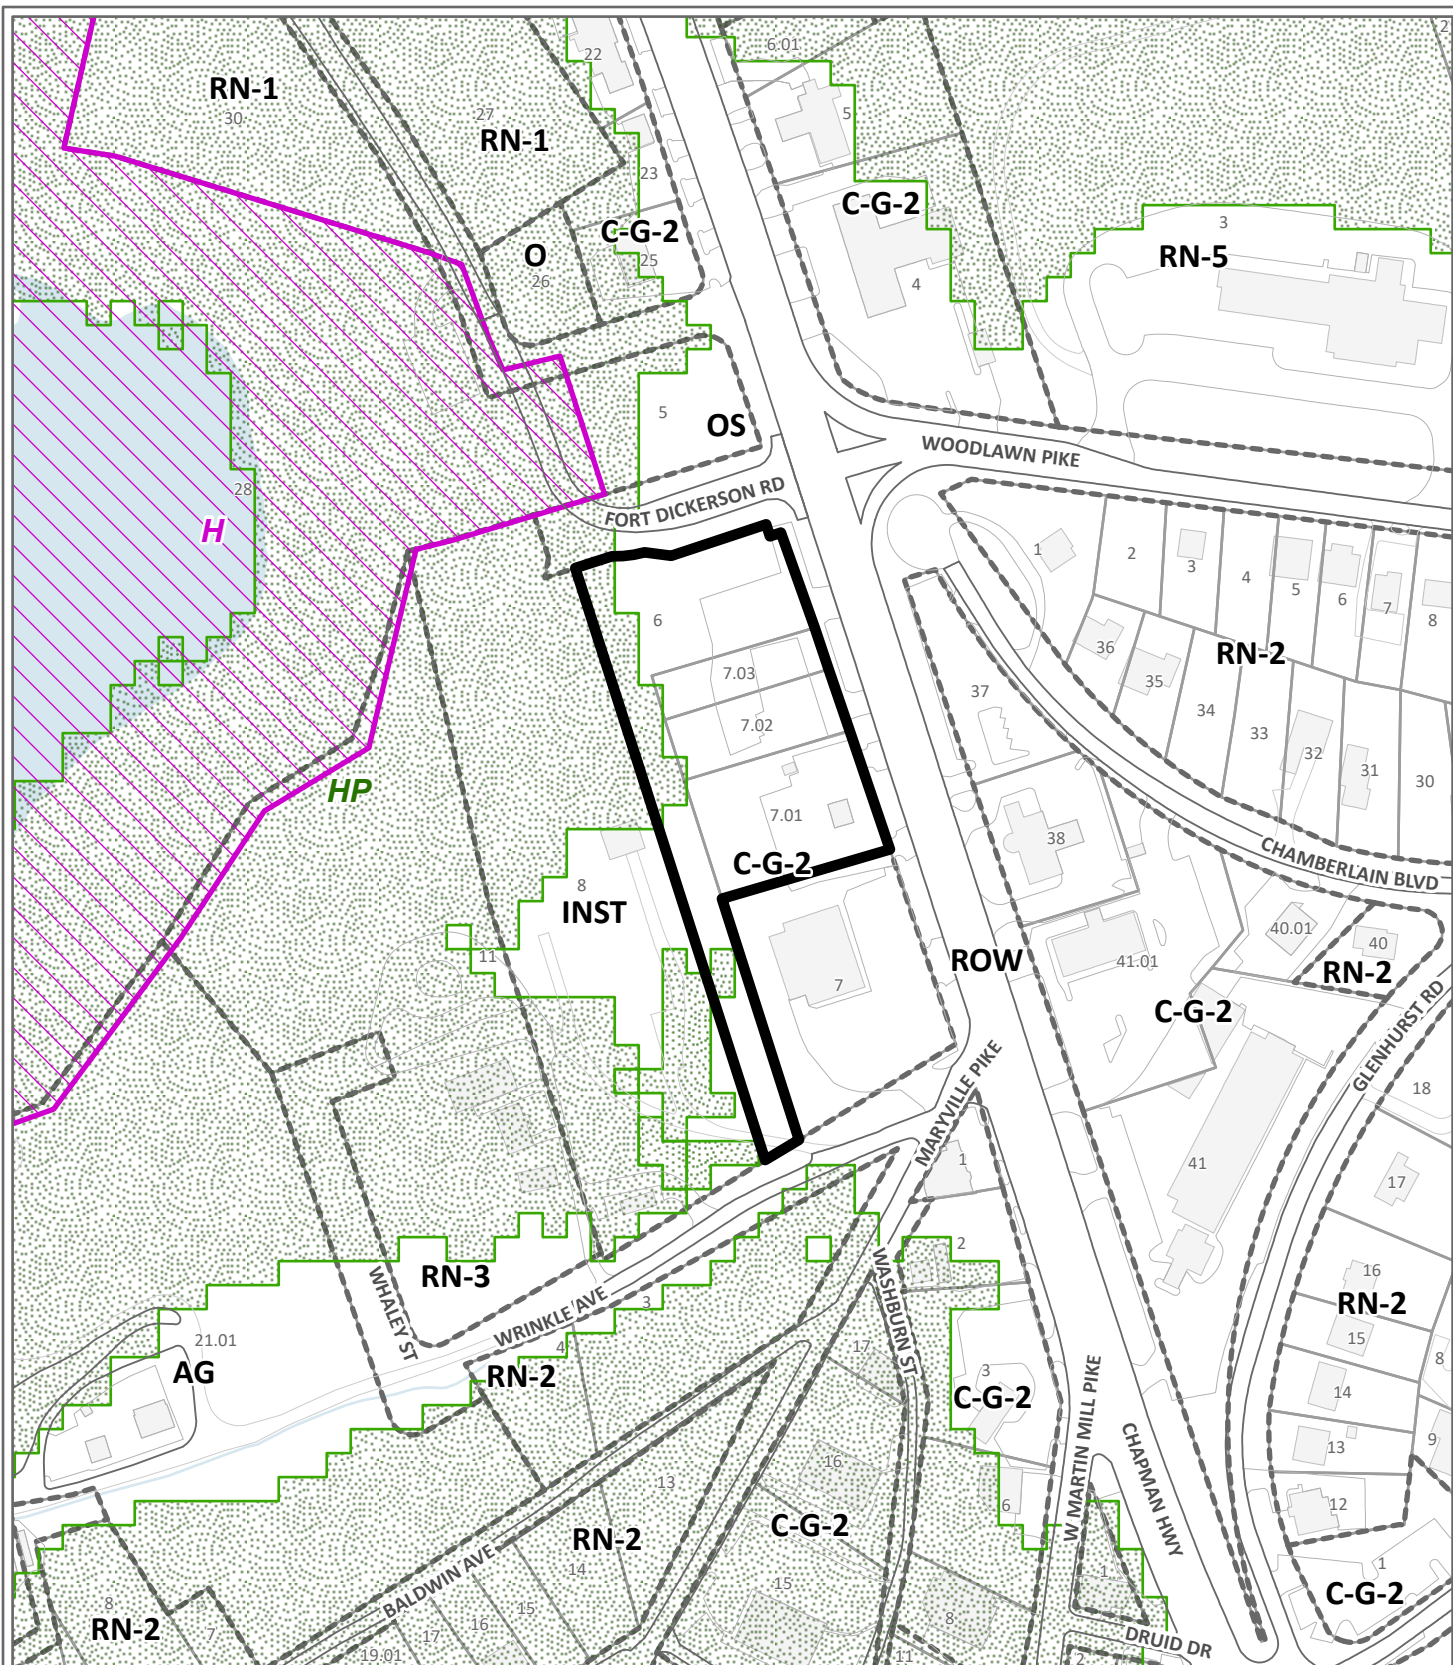 6.01
22
RN-1
30
27
RN-1
5
23
C-G-2
4
C-G-2
25
O
26
3
RN-5
5
OS
WOODLAWN PIKE
28
H
FORT DICKERSON RD
1
2
3
4
5
6
7
8
6
7.03
7.02
7.01
C-G-2
36
35
34
33
32
31
30
RN-2
37
38
HP
CHAMBERLAIN BLVD
8
INST
11
7
ROW
41.01
40.01
40
RN-2
C-G-2
GLENHURST RD
18
MARYVILLE PIKE
1
41
17
2
16
RN-2
15
8
14
13
9
12
WHALEY ST
RN-3
WRINKLE AVE
3
4
RN-2
WASHBURN ST
17
3
C-G-2
21.01
AG
W MARTIN MILL PIKE
CHAPMAN HWY
16
13
6
C-G-2
RN-2
14
15
BALDWIN AVE
15
16
17
19.01
8
RN-2
7
8
11
1
DRUID DR
2
1
C-G-2